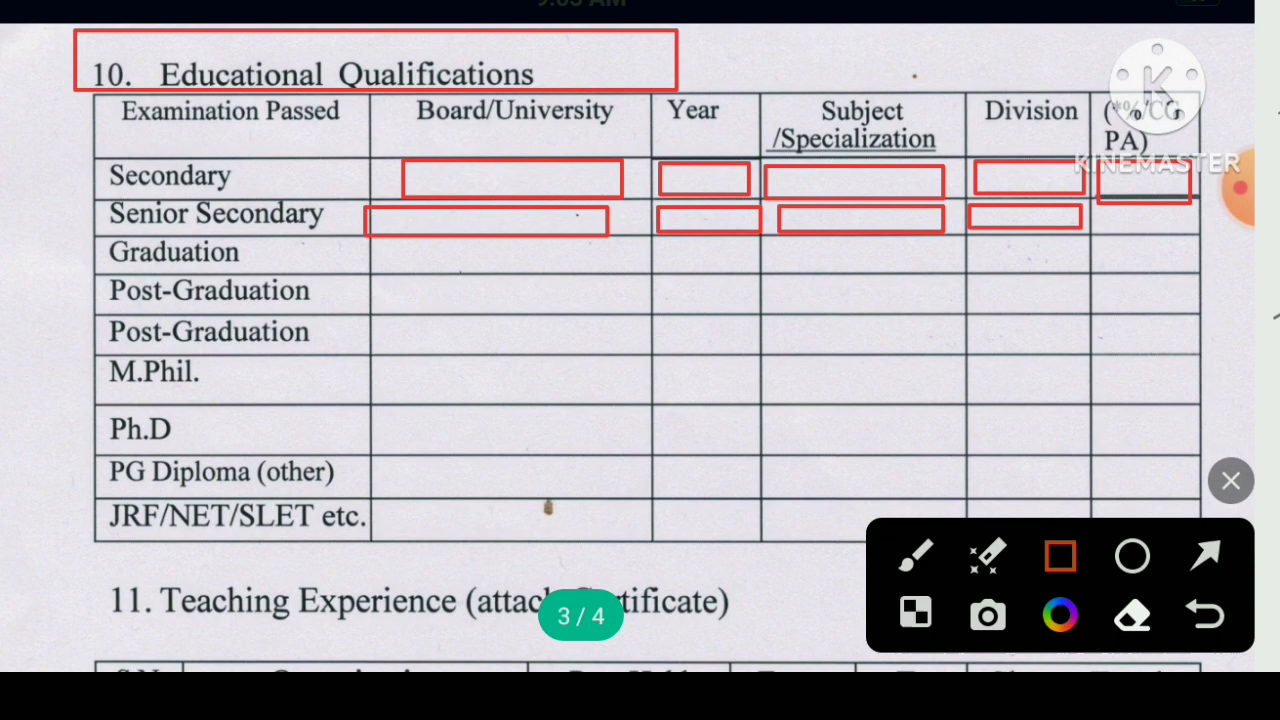 10. Educational Qualifications
Examination Passed Board/University Year Subject /Specialization Division (*%/CG PA)
KINEMASTER
Secondary
Senior Secondary
Graduation
Post-Graduation
Post-Graduation
M.Phil.
Ph.D
PG Diploma (other)
JRF/NET/SLET etc.
11. Teaching Experience (attach Certificate)
3 / 4